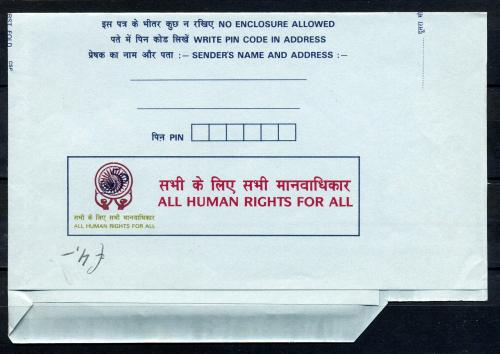 इस पत्र के भीतर कुछ न रखिए NO ENCLOSURE ALLOWED
पते में पिन कोड लिखें WRITE PIN CODE IN ADDRESS
प्रेषक का नाम और पता :– SENDER'S NAME AND ADDRESS :–
पिन PIN
सभी के लिए सभी मानवाधिकार
ALL HUMAN RIGHTS FOR ALL
सभी के लिए सभी मानवाधिकार
ALL HUMAN RIGHTS FOR ALL
£4.-